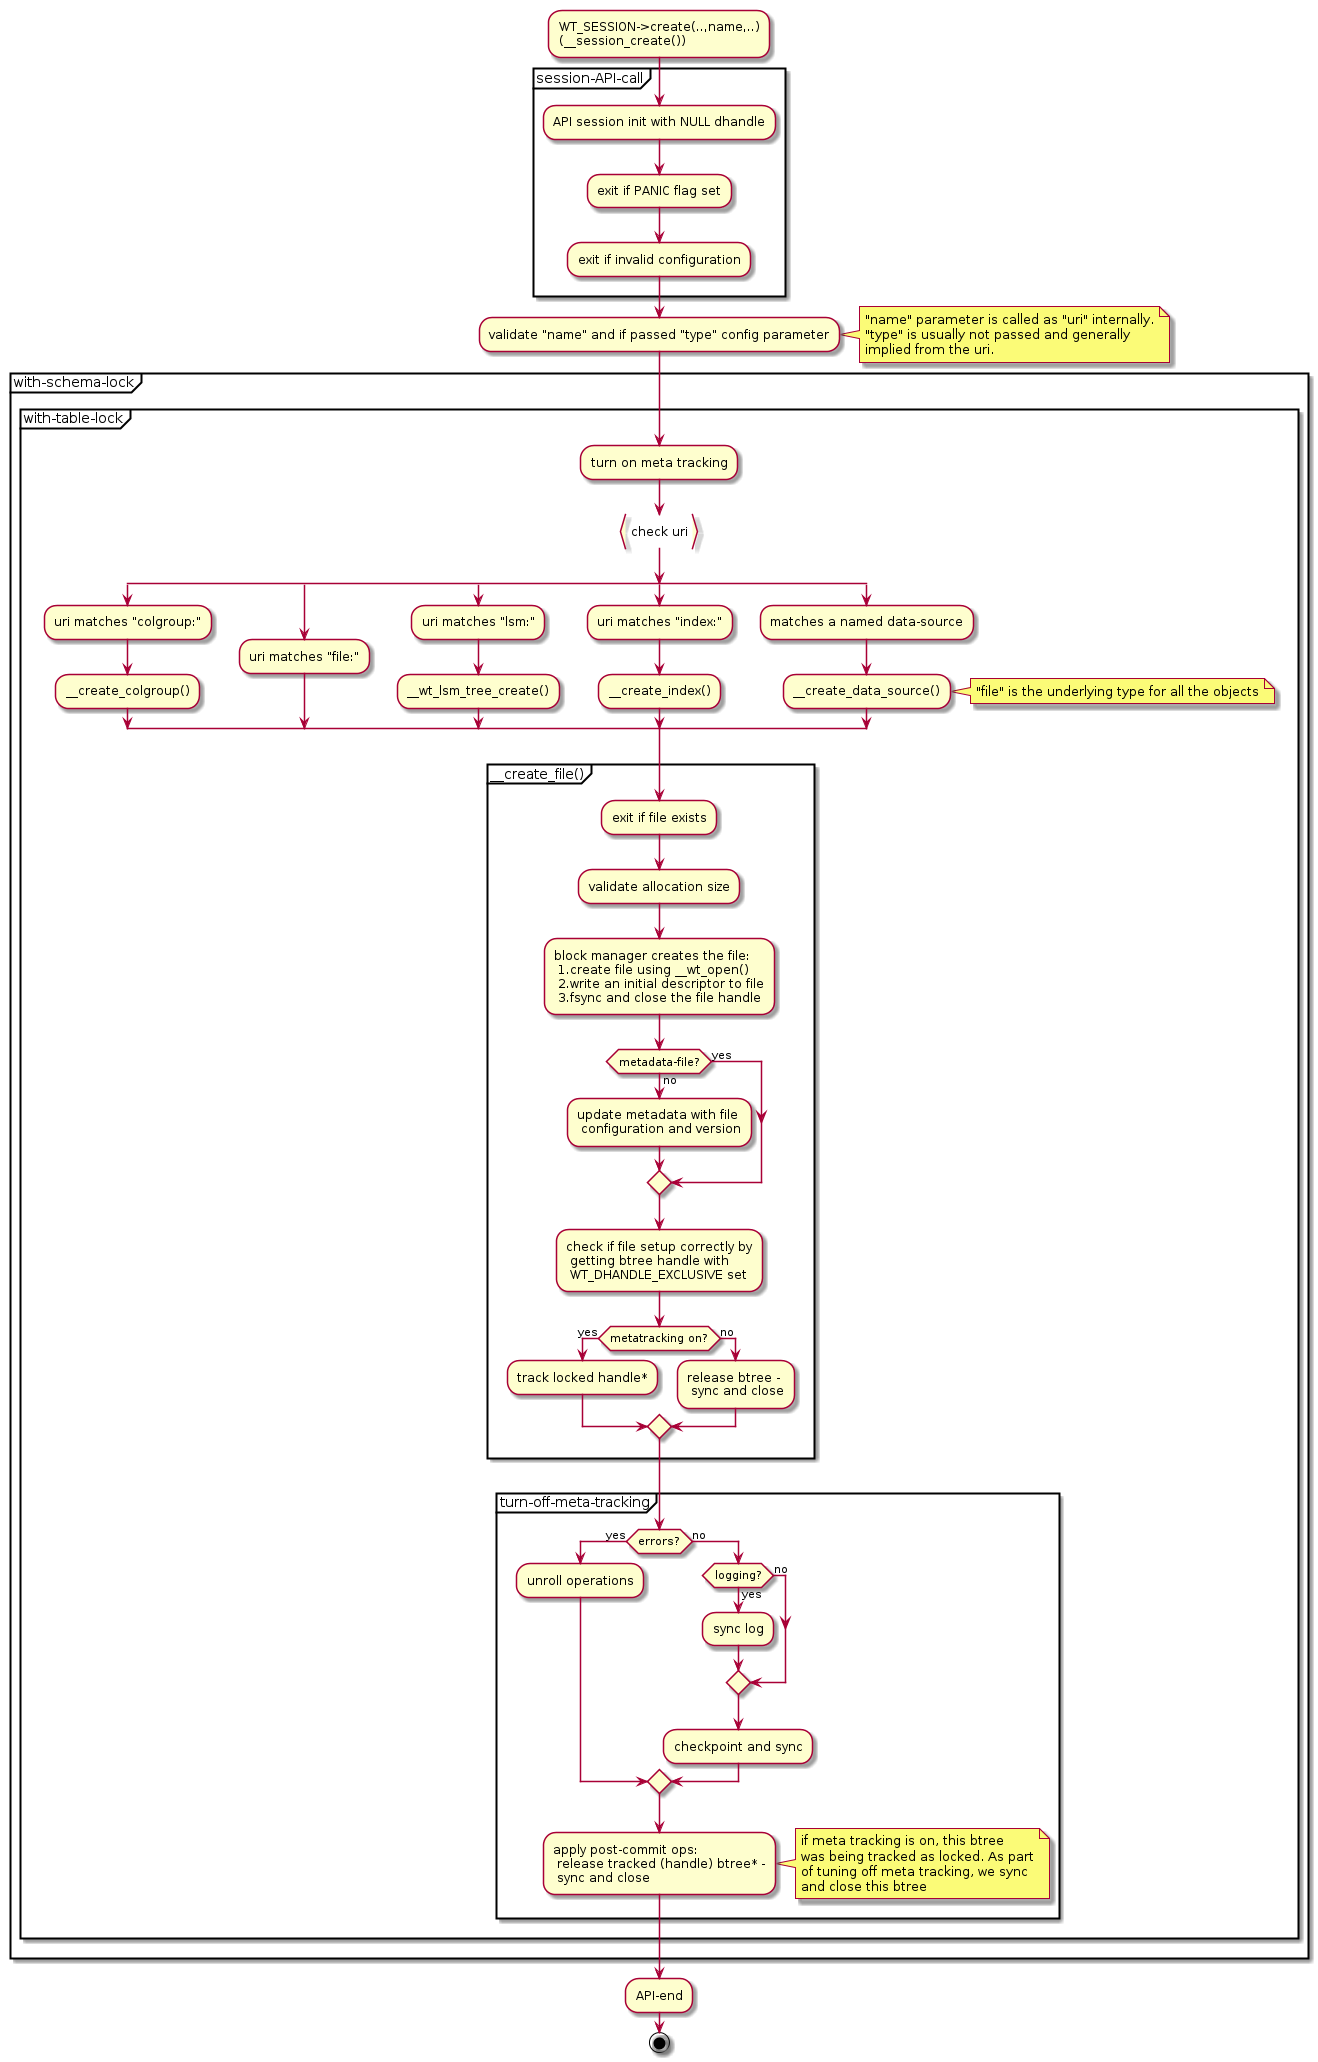 WT_SESSION->create(..,name,..)
(__session_create())
session-API-call
API session init with NULL dhandle
exit if PANIC flag set
exit if invalid configuration
validate "name" and if passed "type" config parameter
"name" parameter is called as "uri" internally.
"type" is usually not passed and generally
implied from the uri.
with-schema-lock
with-table-lock
turn on meta tracking
check uri
uri matches "colgroup:"
__create_colgroup()
uri matches "file:"
uri matches "lsm:"
__wt_lsm_tree_create()
uri matches "index:"
__create_index()
matches a named data-source
__create_data_source()
"file" is the underlying type for all the objects
__create_file()
exit if file exists
validate allocation size
block manager creates the file:
1.create file using __wt_open()
2.write an initial descriptor to file
3.fsync and close the file handle
metadata-file?
yes
no
update metadata with file
configuration and version
check if file setup correctly by
getting btree handle with
WT_DHANDLE_EXCLUSIVE set
yes
metatracking on?
no
track locked handle*
release btree -
sync and close
turn-off-meta-tracking
yes
errors?
no
unroll operations
logging?
no
yes
sync log
checkpoint and sync
apply post-commit ops:
release tracked (handle) btree* -
sync and close
if meta tracking is on, this btree
was being tracked as locked. As part
of tuning off meta tracking, we sync
and close this btree
API-end